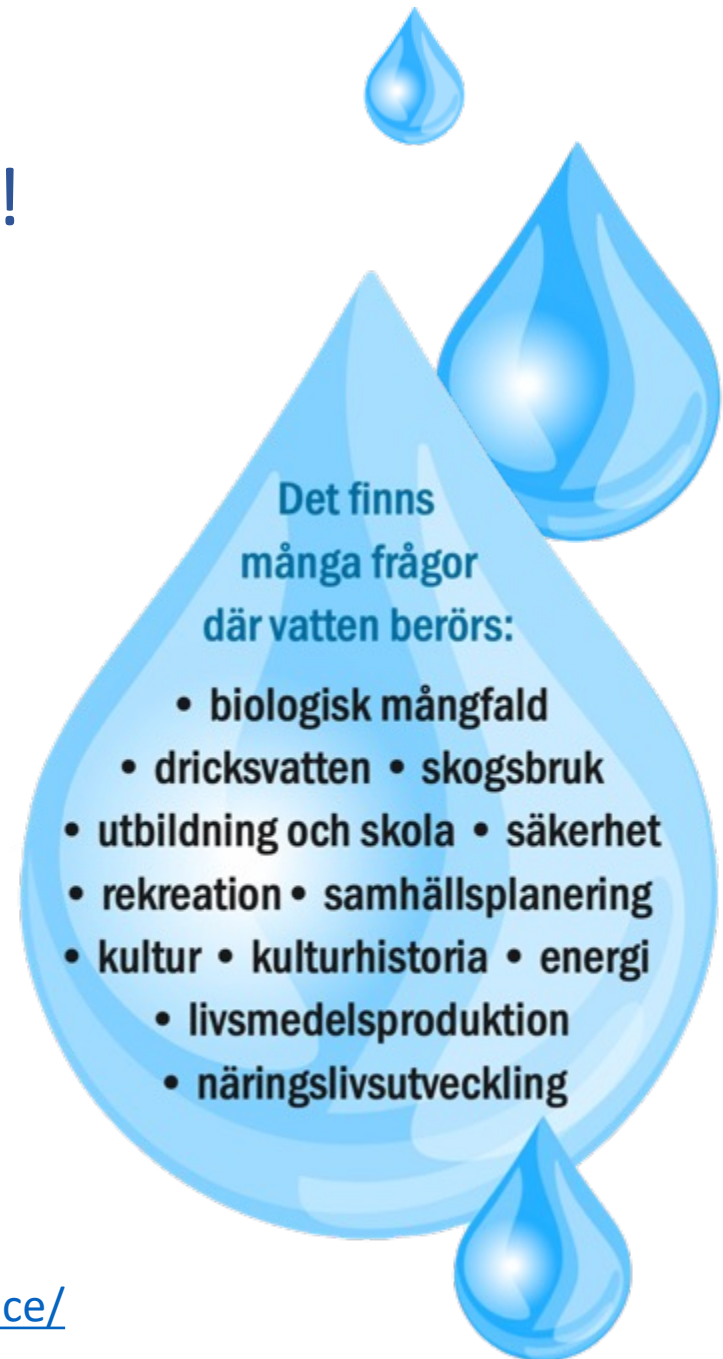 !
Det finns
många frågor
där vatten berörs:
• biologisk mångfald
• dricksvatten • skogsbruk
• utbildning och skola • säkerhet
• rekreation • samhällsplanering
• kultur • kulturhistoria • energi
• livsmedelsproduktion
• näringslivsutveckling
ce/